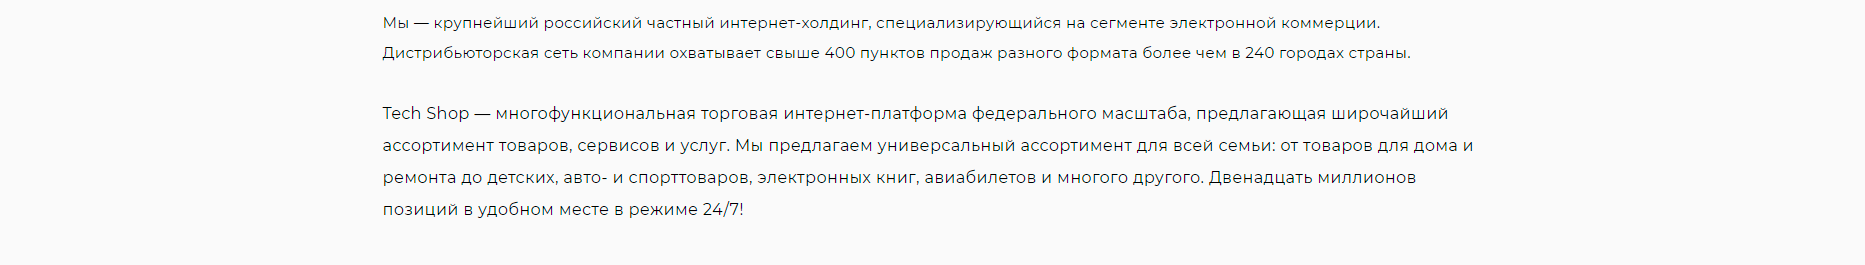 Мы — крупнейший российский частный интернет-холдинг, специализирующийся на сегменте электронной коммерции.
Дистрибьюторская сеть компании охватывает свыше 400 пунктов продаж разного формата более чем в 240 городах страны.
Tech Shop — многофункциональная торговая интернет-платформа федерального масштаба, предлагающая широчайший
ассортимент товаров, сервисов и услуг. Мы предлагаем универсальный ассортимент для всей семьи: от товаров для дома и
ремонта до детских, авто- и спорттоваров, электронных книг, авиабилетов и многого другого. Двенадцать миллионов
позиций в удобном месте в режиме 24/7!